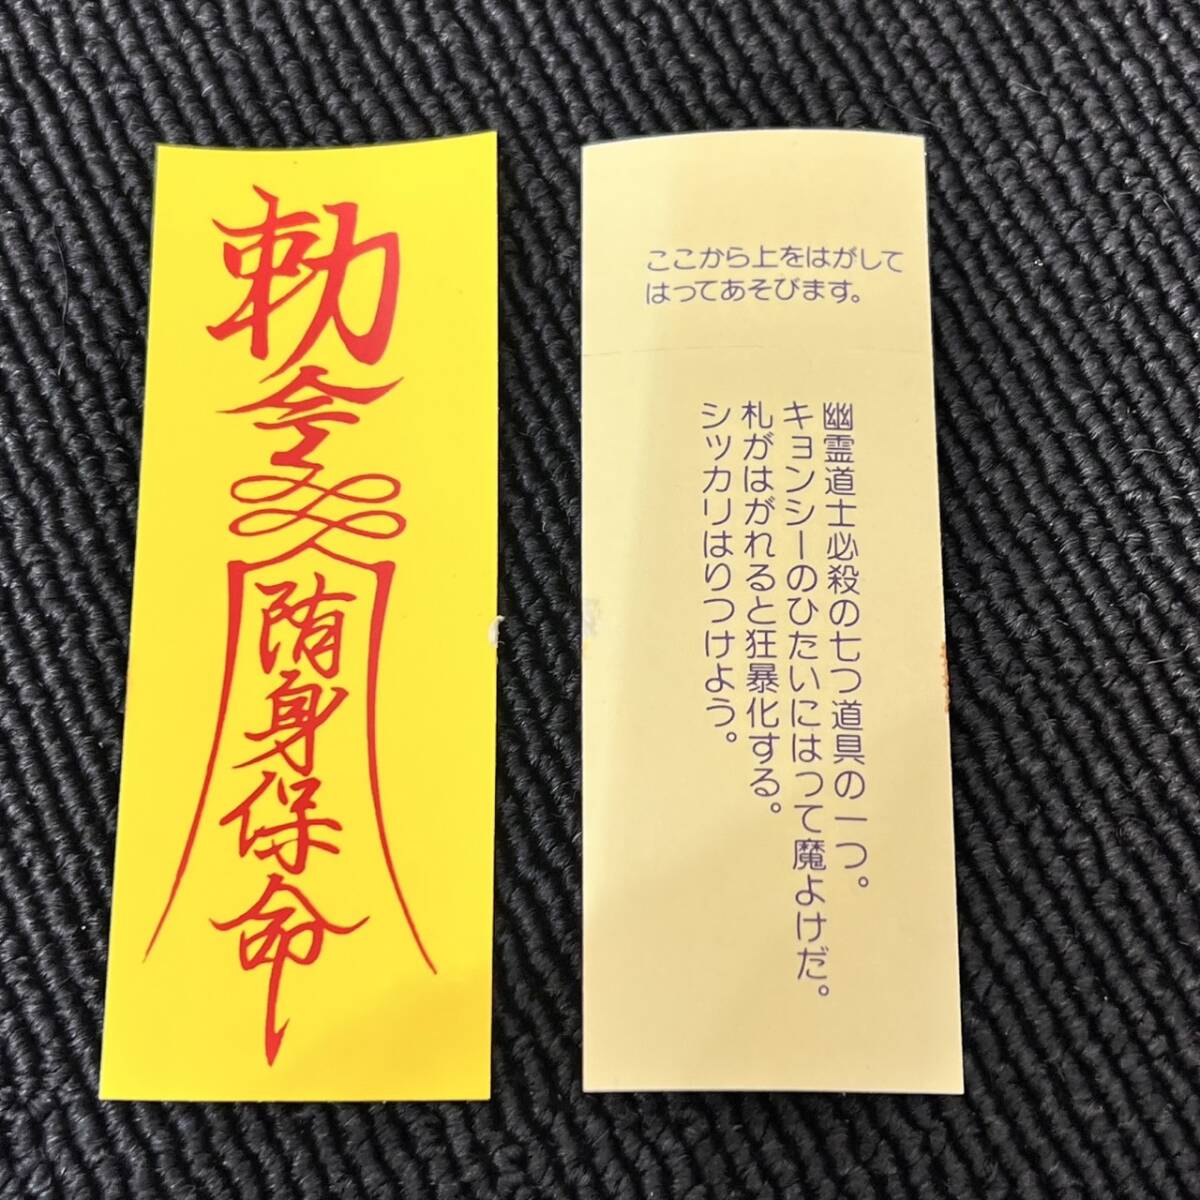 勅
令
隋
身
保
命
ここから上をはがして
はってあそびます。
幽霊道士必殺の七つ道具の一つ。
キョンシーのひたいにはって魔よけだ。
札がはがれると狂暴化する。
シッカリはりつけよう。